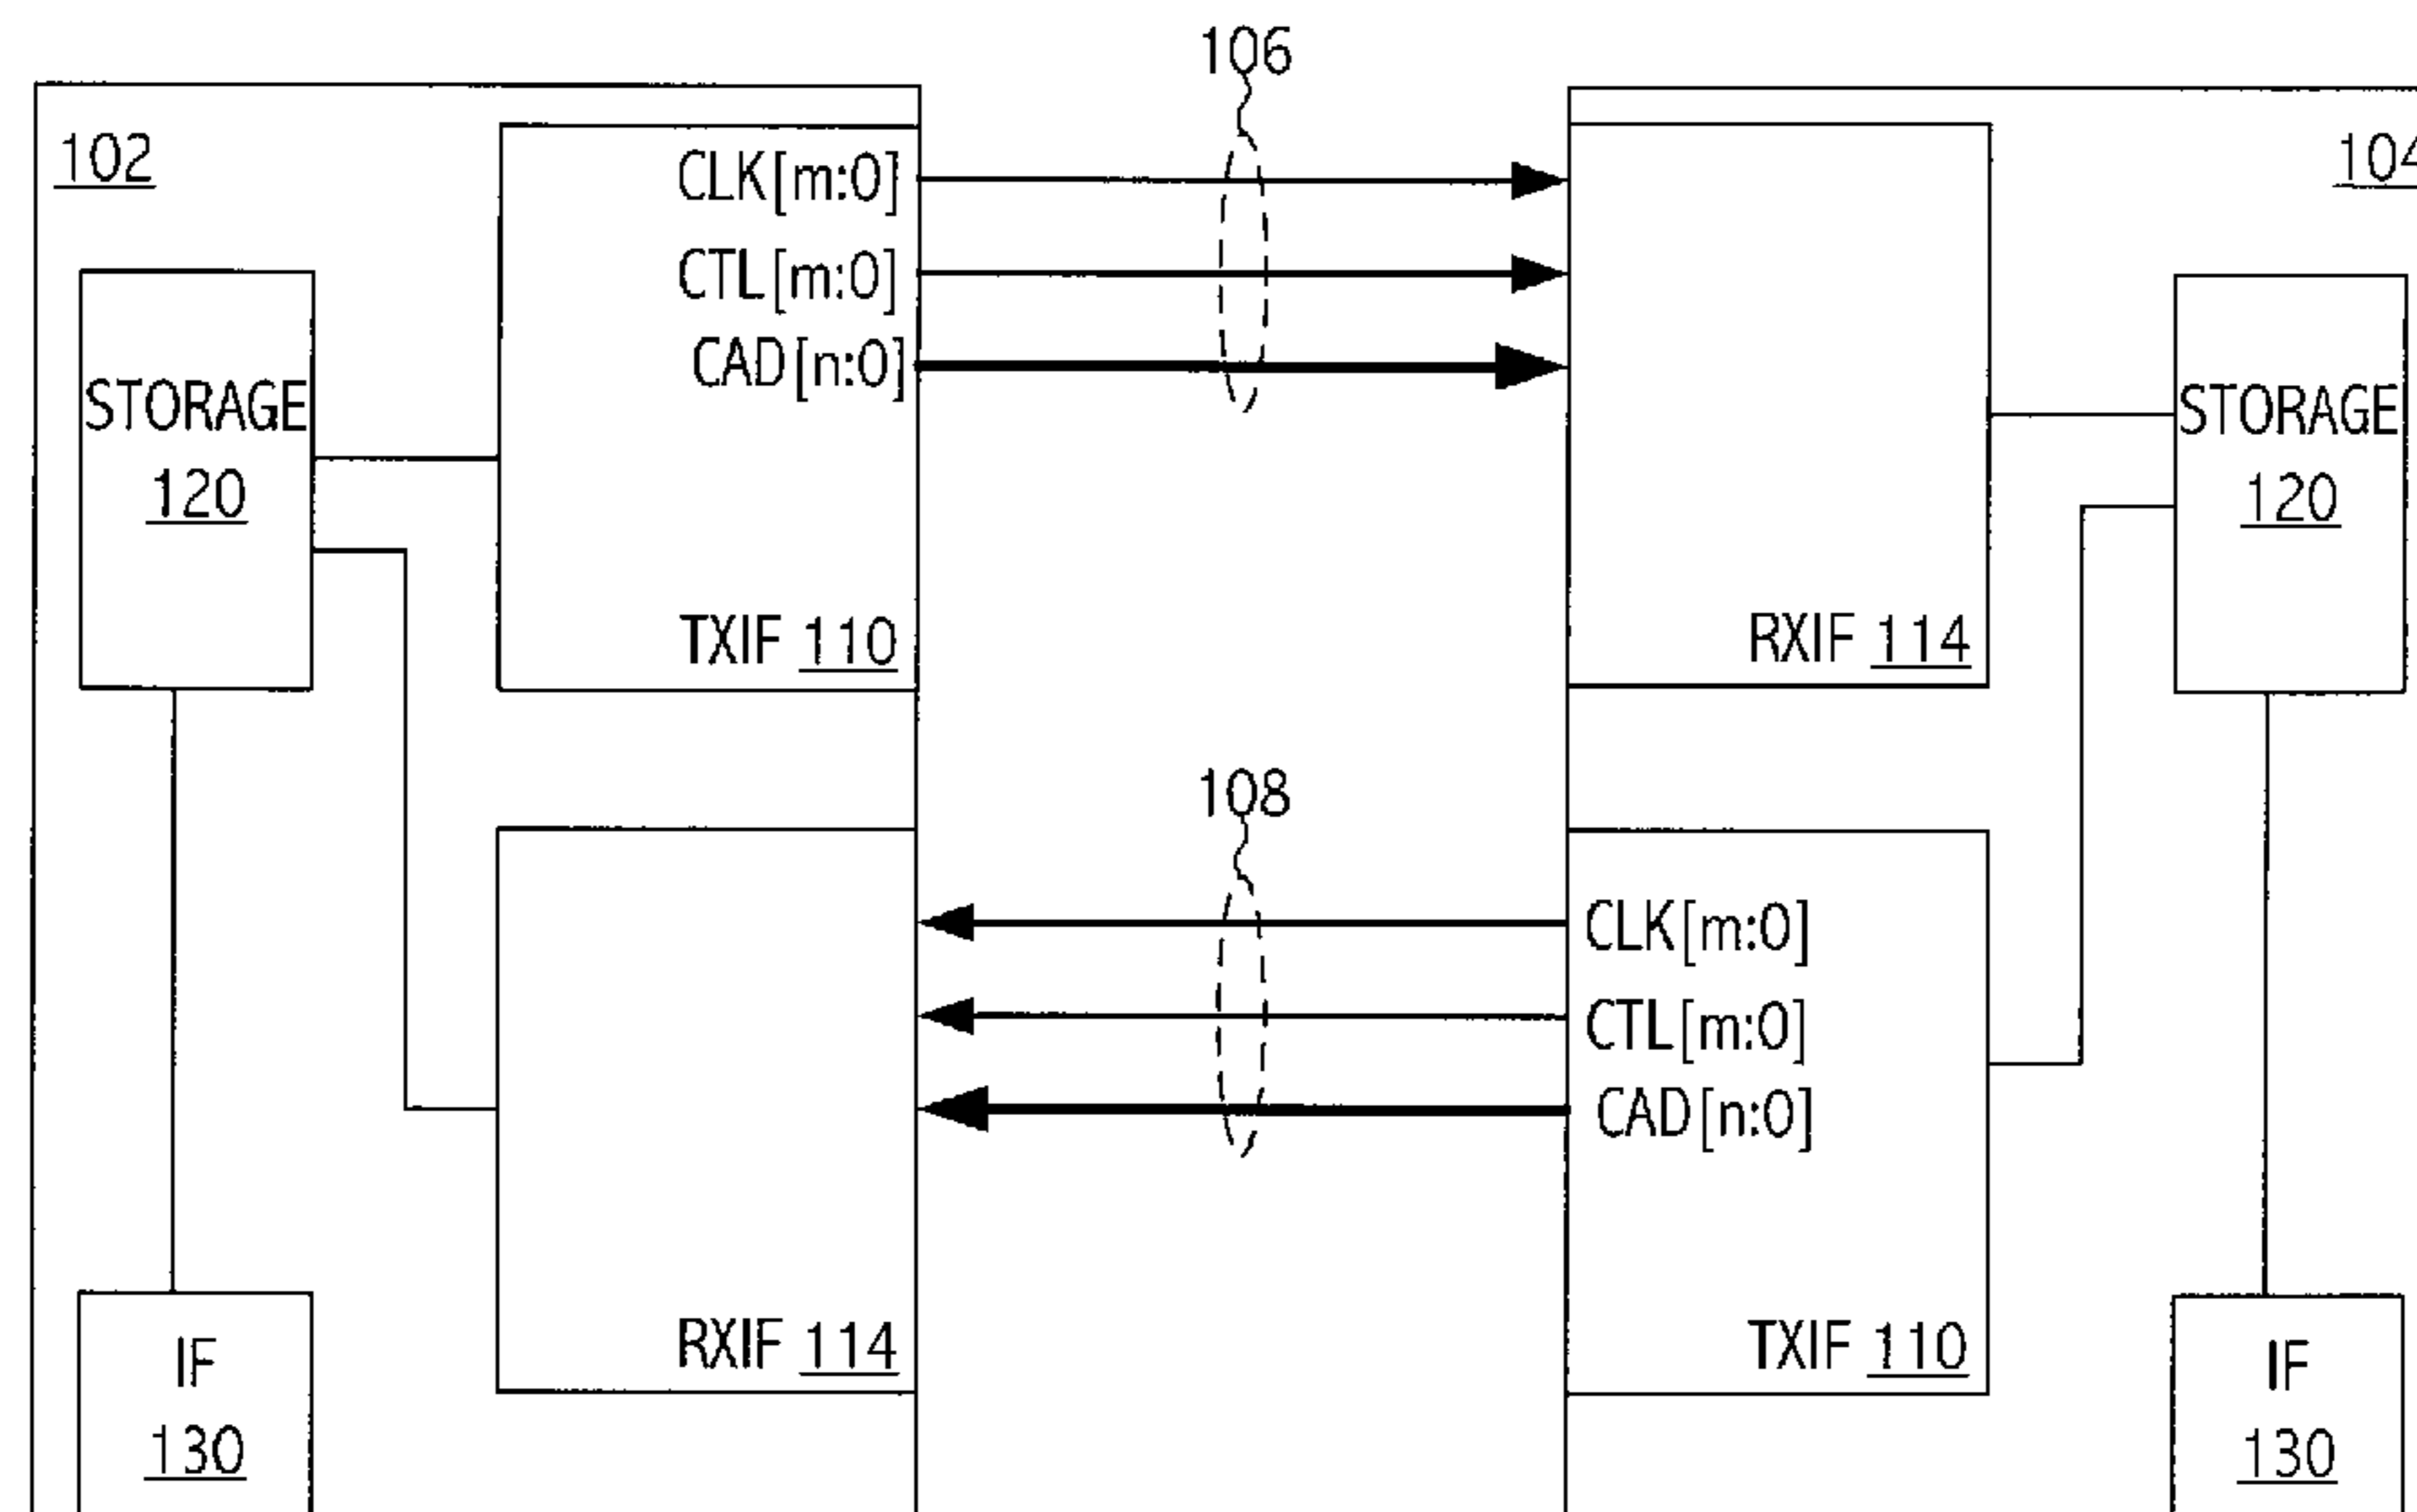 106
102
104
CLK[m:0]
CTL[m:0]
CAD[n:0]
STORAGE
120
STORAGE
120
TXIF 110
RXIF 114
108
CLK[m:0]
CTL[m:0]
CAD[n:0]
RXIF 114
TXIF 110
IF
130
IF
130